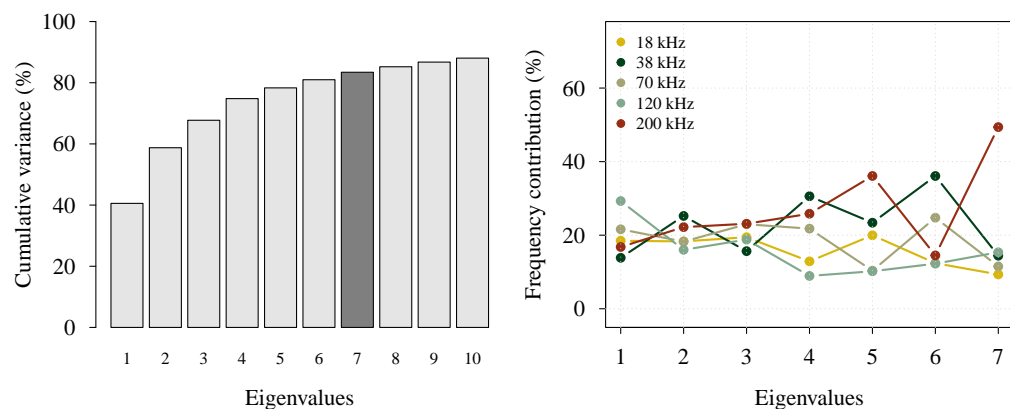 Cumulative variance (%)
100
80
60
40
20
0
1 2 3 4 5 6 7 8 9 10
Eigenvalues
Frequency contribution (%)
60
40
20
0
18 kHz
38 kHz
70 kHz
120 kHz
200 kHz
1 2 3 4 5 6 7
Eigenvalues